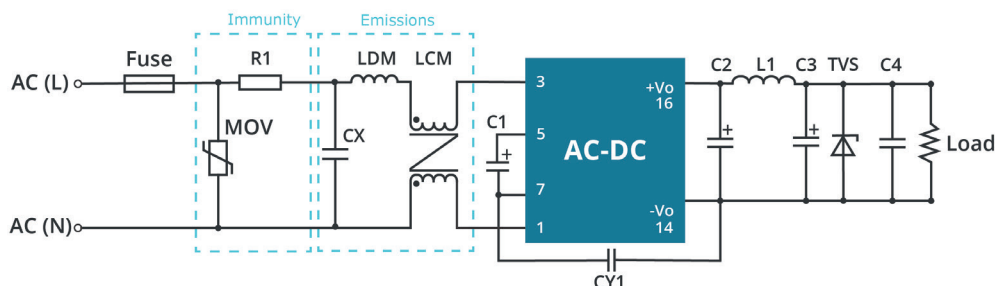 Immunity
Emissions
Fuse
R1
LDM
LCM
C2
L1
C3
TVS
C4
AC (L)
3
+Vo
16
C1
MOV
CX
5
AC-DC
+
+
+
Load
7
AC (N)
1
-Vo
14
CY1